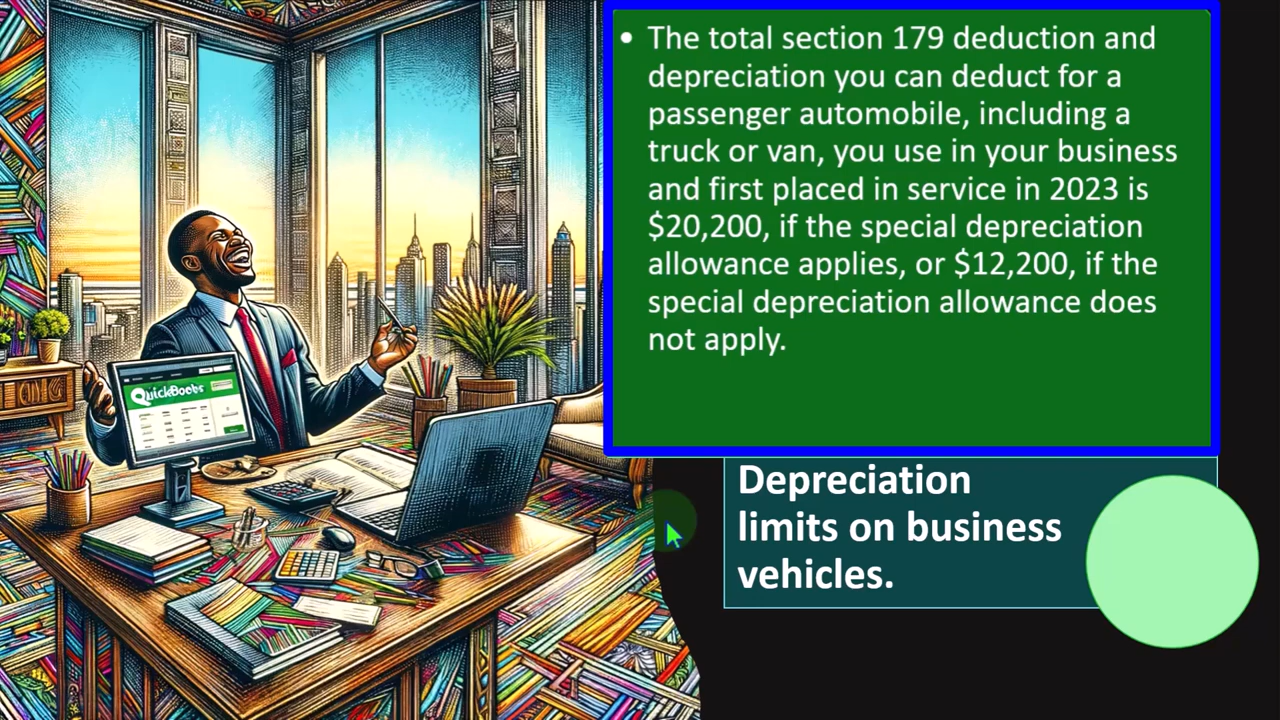 • The total section 179 deduction and
depreciation you can deduct for a
passenger automobile, including a
truck or van, you use in your business
and first placed in service in 2023 is
$20,200, if the special depreciation
allowance applies, or $12,200, if the
special depreciation allowance does
not apply.
QuickBooks
Depreciation
limits on business
vehicles.